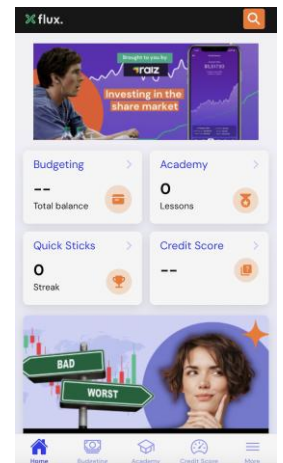 flux.
Brought to you by
raiz
Investing in the
share market
Budgeting
--
Total balance
Academy
0
Lessons
Quick Sticks
0
Streak
Credit Score
--
BAD
WORST
Home
Budgeting
Academy
Credit Score
More